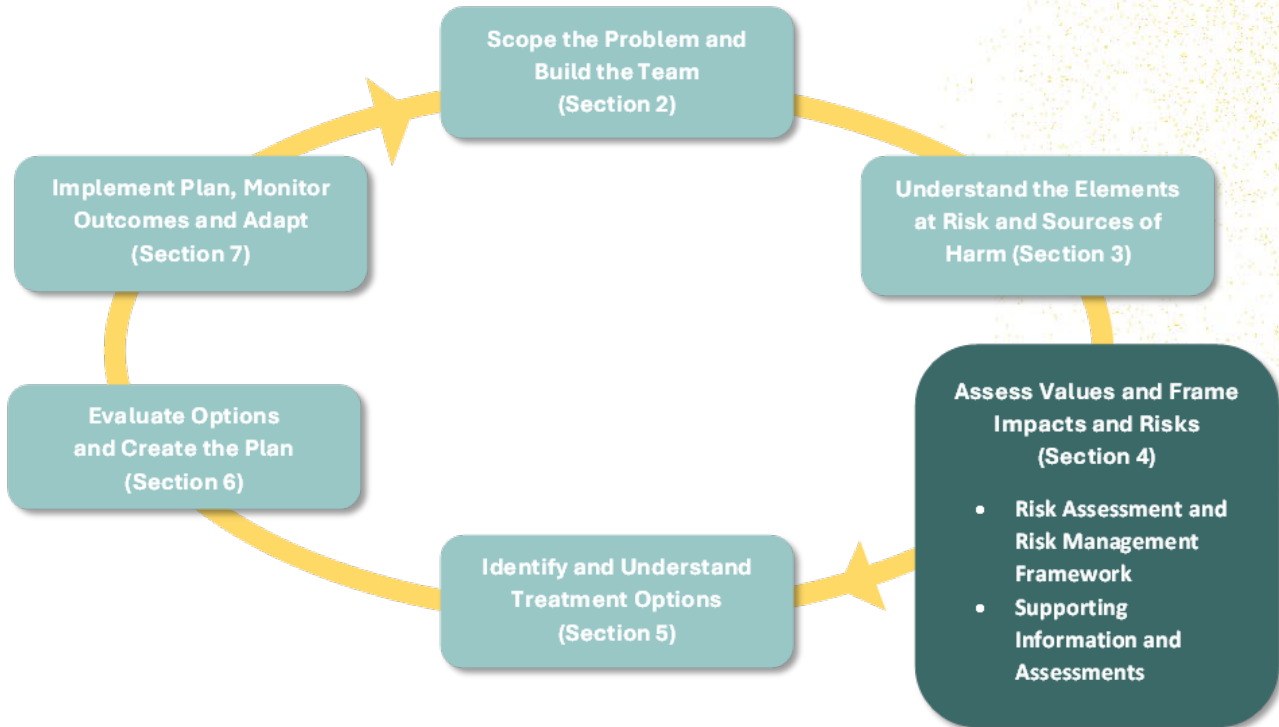 Scope the Problem and
Build the Team
(Section 2)
Understand the Elements
at Risk and Sources of
Harm (Section 3)
Assess Values and Frame
Impacts and Risks
(Section 4)
• Risk Assessment and
Risk Management
Framework
• Supporting
Information and
Assessments
Identify and Understand
Treatment Options
(Section 5)
Evaluate Options
and Create the Plan
(Section 6)
Implement Plan, Monitor
Outcomes and Adapt
(Section 7)